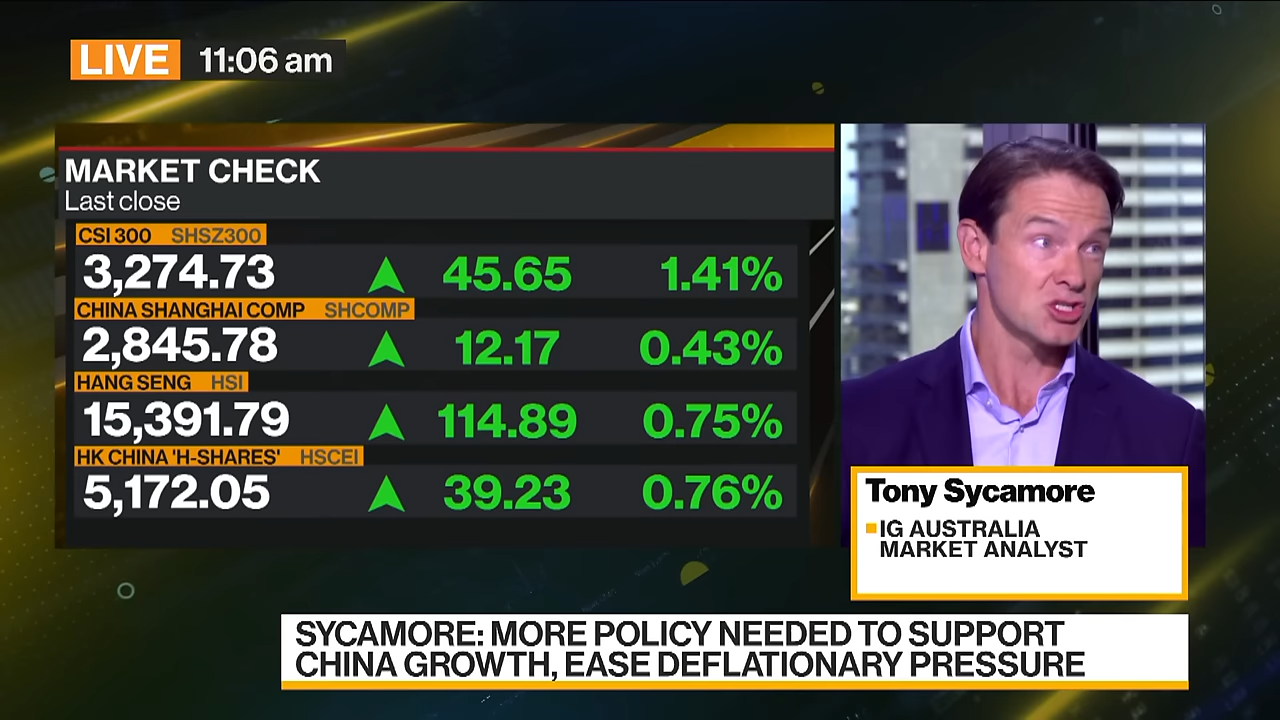 LIVE 11:06 am
MARKET CHECK
Last close
CSI 300 SHSZ300
3,274.73 ▲ 45.65 1.41%
CHINA SHANGHAI COMP SHCOMP
2,845.78 ▲ 12.17 0.43%
HANG SENG HSI
15,391.79 ▲ 114.89 0.75%
HK CHINA 'H-SHARES' HSCEI
5,172.05 ▲ 39.23 0.76%
Tony Sycamore
IG AUSTRALIA
MARKET ANALYST
SYCAMORE: MORE POLICY NEEDED TO SUPPORT
CHINA GROWTH, EASE DEFLATIONARY PRESSURE